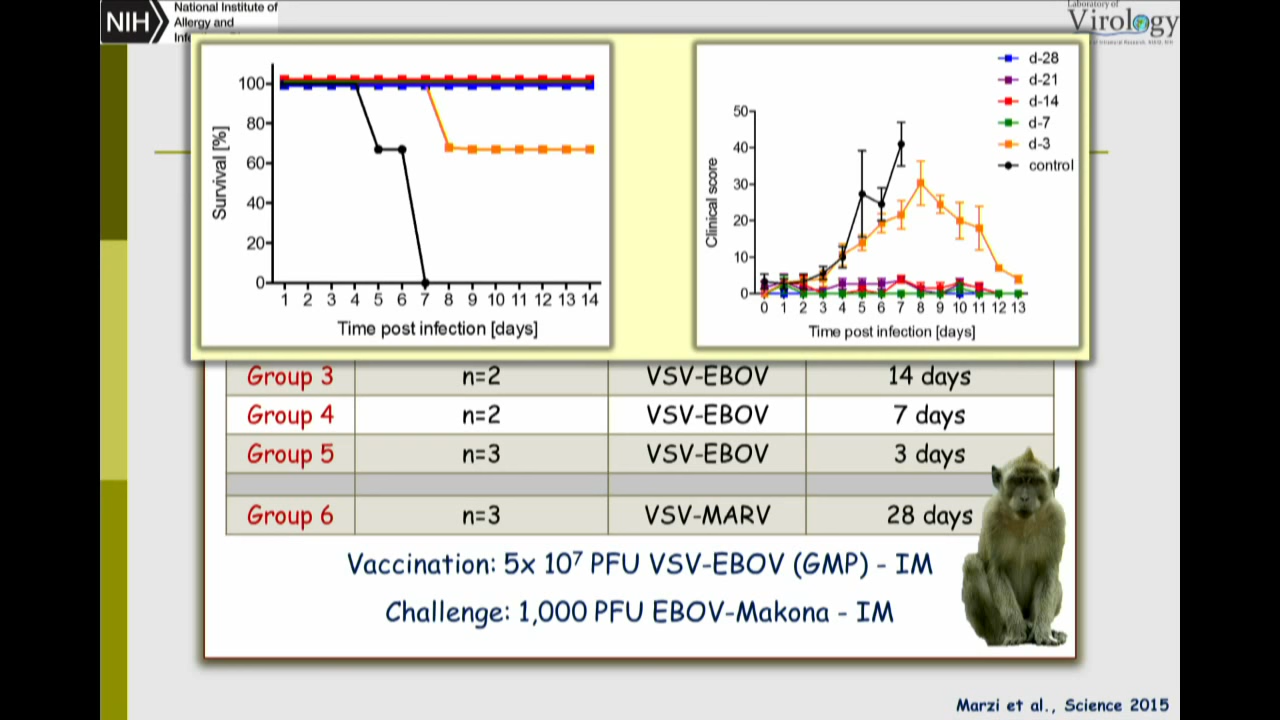 NIH
National Institute of
Allergy and
Laboratory of
Virology
Survival [%]
100
80
60
40
20
0
1 2 3 4 5 6 7 8 9 10 11 12 13 14
Time post infection [days]
Clinical score
50
40
30
20
10
0
0 1 2 3 4 5 6 7 8 9 10 11 12 13
Time post infection [days]
d-28
d-21
d-14
d-7
d-3
control
Group 3 n=2 VSV-EBOV 14 days
Group 4 n=2 VSV-EBOV 7 days
Group 5 n=3 VSV-EBOV 3 days
Group 6 n=3 VSV-MARV 28 days
Vaccination: 5x 10⁷ PFU VSV-EBOV (GMP) - IM
Challenge: 1,000 PFU EBOV-Makona - IM
Marzi et al., Science 2015